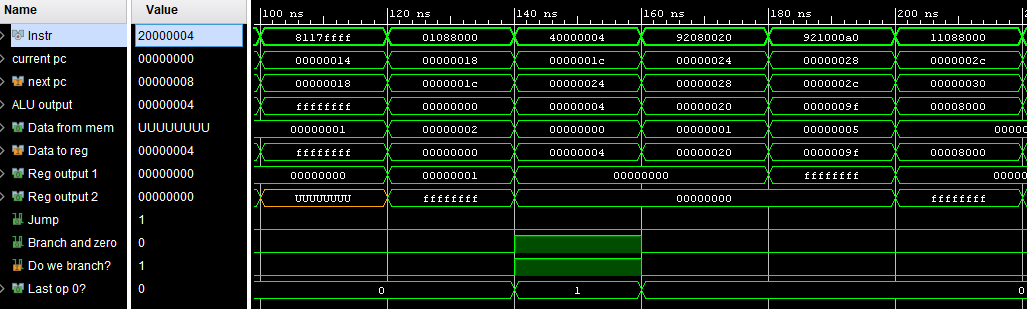 Name Value
100 ns 120 ns 140 ns 160 ns 180 ns 200 ns
Instr 20000004 8117ffff 01088000 40000004 92080020 921000a0 11088000
current pc 00000000 00000014 00000018 0000001c 00000024 00000028 0000002c
next pc 00000008 00000018 0000001c 00000024 00000028 0000002c 00000030
ALU output 00000004 ffffffff 00000000 00000004 00000020 0000009f 00008000
Data from mem UUUUUUUU 00000001 00000002 00000000 00000001 00000005 0000
Data to reg 00000004 ffffffff 00000000 00000004 00000020 0000009f 00008000
Reg output 1 00000000 00000000 00000001 00000000 ffffffff 0000
Reg output 2 00000000 UUUUUUUU ffffffff 00000000 ffffffff
Jump 1
Branch and zero 0
Do we branch? 1
Last op 0? 0 0 1 0